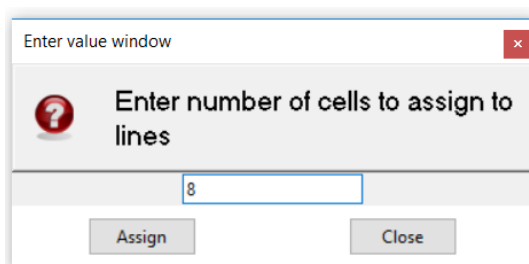 Enter value window
Enter number of cells to assign to
lines
8
Assign Close